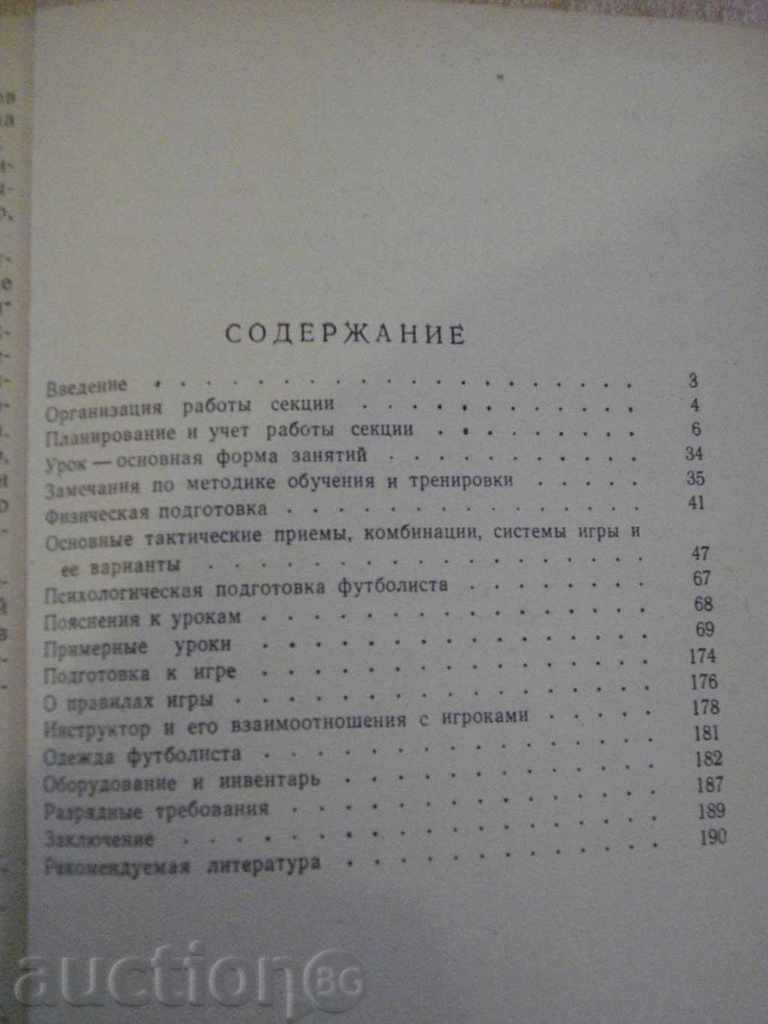 СОДЕРЖАНИЕ
Введение . . . . . . . . . . . . . . . . . . 3
Организация работы секции . . . . . . . . . . . 4
Планирование и учет работы секции . . . . . . . . 6
Урок — основная форма занятий . . . . . . . . . . 34
Замечания по методике обучения и тренировки . . . . . 35
Физическая подготовка . . . . . . . . . . . . . 41
Основные тактические приемы, комбинации, системы игры и
ее варианты . . . . . . . . . . . . . . . . . 47
Психологическая подготовка футболиста . . . . . . . 67
Пояснения к урокам . . . . . . . . . . . . . . 68
Примерные уроки . . . . . . . . . . . . . . . 69
Подготовка к игре . . . . . . . . . . . . . . . 174
О правилах игры . . . . . . . . . . . . . . . 176
Инструктор и его взаимоотношения с игроками . . . . . 178
Одежда футболиста . . . . . . . . . . . . . . 181
Оборудование и инвентарь . . . . . . . . . . . . 182
Разрядные требования . . . . . . . . . . . . . 187
Заключение . . . . . . . . . . . . . . . . . 189
Рекомендуемая литература . . . . . . . . . . . . 190
auction BG